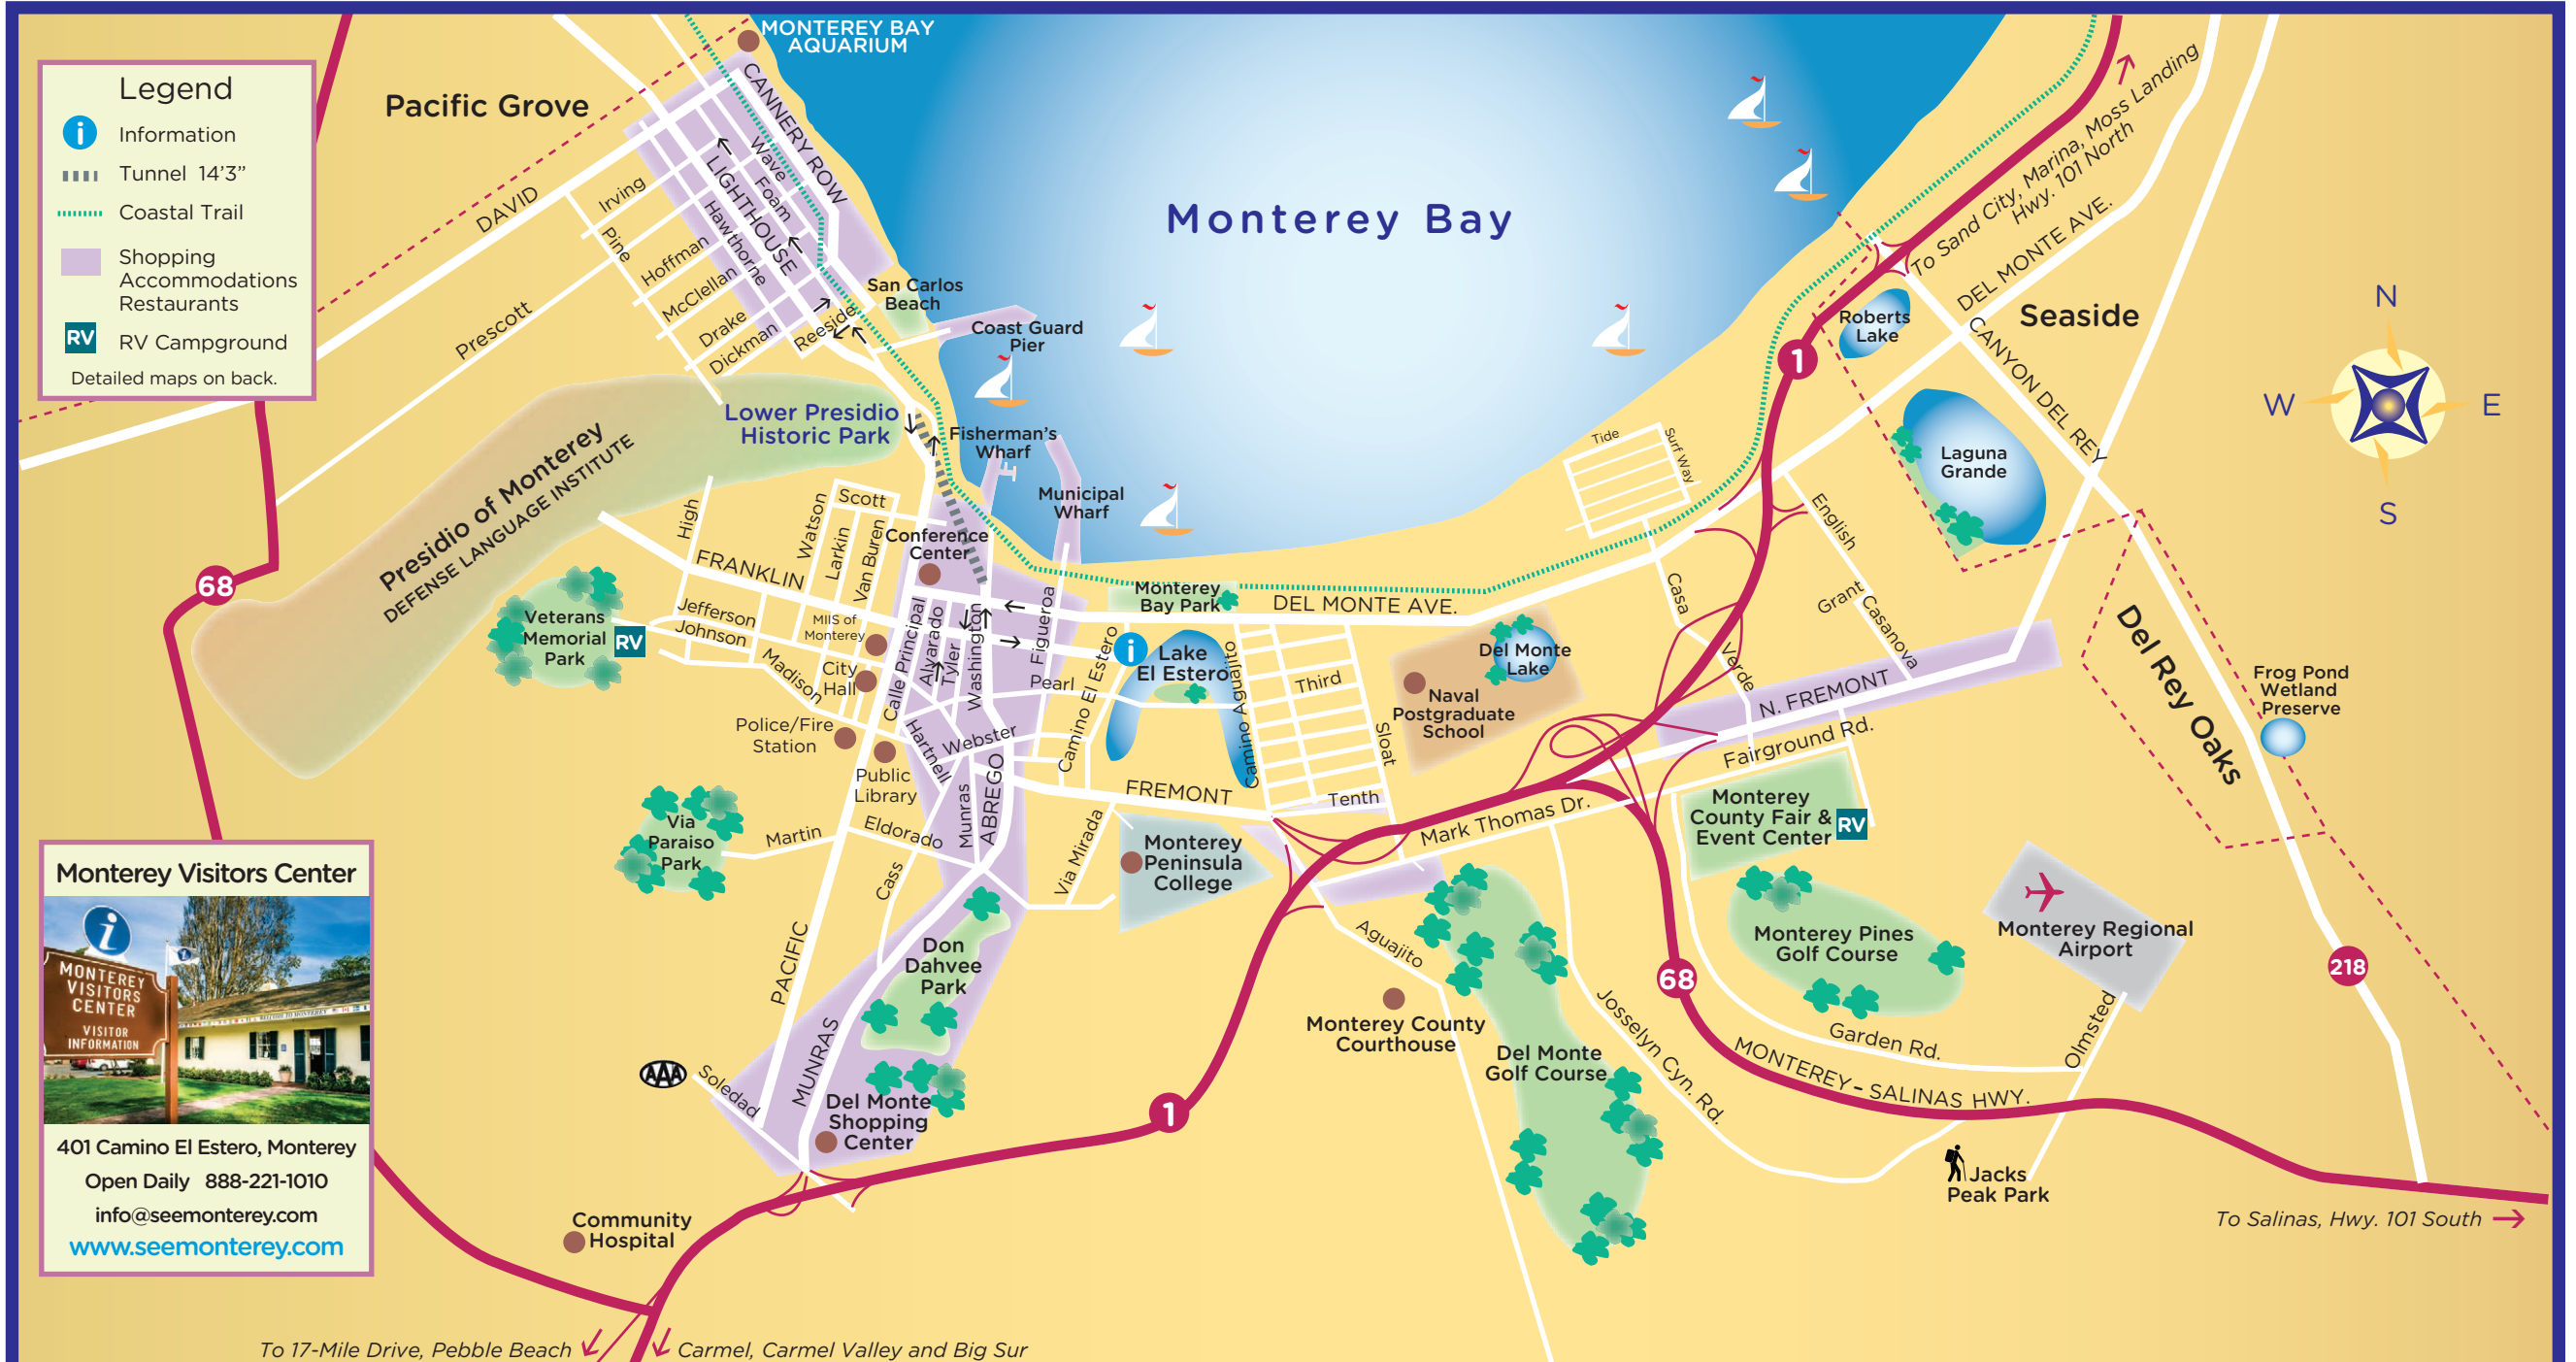 MONTEREY BAY
AQUARIUM
Legend
Information
Tunnel 14'3"
Coastal Trail
Shopping
Accommodations
Restaurants
RV
RV Campground
Detailed maps on back.
Pacific Grove
CANNERY ROW
Wave
Foam
LIGHTHOUSE
Hawthorne
DAVID
Irving
Pine
Hoffman
McClellan
Prescott
Drake
Dickman
Reeside
San Carlos
Beach
Coast Guard
Pier
Monterey Bay
To Sand City, Marina, Moss Landing
Hwy. 101 North
DEL MONTE AVE.
Seaside
Roberts
Lake
1
CANYON DEL REY
Laguna
Grande
N
W
E
S
Lower Presidio
Historic Park
Fisherman's
Wharf
Municipal
Wharf
Presidio of Monterey
DEFENSE LANGUAGE INSTITUTE
68
High
Watson
Scott
Larkin
Van Buren
Conference
Center
FRANKLIN
Tide
Surf Way
English
Grant
Casanova
Casa
Verde
Veterans
Memorial
Park
RV
Jefferson
Johnson
Madison
MIIS of
Monterey
City
Hall
Calle Principal
Alvarado
Tyler
Washington
Figueroa
Pearl
Camino El Estero
Monterey
Bay Park
DEL MONTE AVE.
i
Lake
El Estero
Camino Aguajito
Third
Sloat
Del Monte
Lake
Naval
Postgraduate
School
N. FREMONT
Fairground Rd.
Del Rey Oaks
Frog Pond
Wetland
Preserve
Police/Fire
Station
Public
Library
Hartnell
Webster
Munras
ABREGO
FREMONT
Tenth
Mark Thomas Dr.
Monterey
County Fair &
Event Center
RV
Via
Paraiso
Park
Martin
Eldorado
Cass
Via Mirada
Monterey
Peninsula
College
Monterey Pines
Golf Course
Monterey Regional
Airport
218
68
Monterey Visitors Center
i
MONTEREY
VISITORS
CENTER
VISITOR
INFORMATION
401 Camino El Estero, Monterey
Open Daily 888-221-1010
info@seemonterey.com
www.seemonterey.com
PACIFIC
Don
Dahvee
Park
MUNRAS
Aguajito
Monterey County
Courthouse
Del Monte
Golf Course
Josselyn Cyn. Rd.
Garden Rd.
Olmsted
MONTEREY - SALINAS HWY.
AAA
Soledad
Del Monte
Shopping
Center
1
Jacks
Peak Park
To Salinas, Hwy. 101 South
Community
Hospital
To 17-Mile Drive, Pebble Beach
Carmel, Carmel Valley and Big Sur